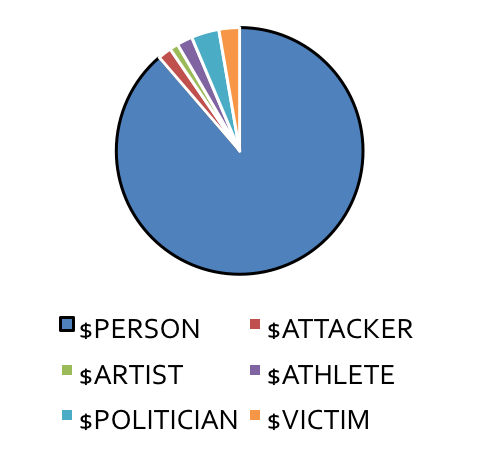 $PERSON $ATTACKER
$ARTIST $ATHLETE
$POLITICIAN $VICTIM